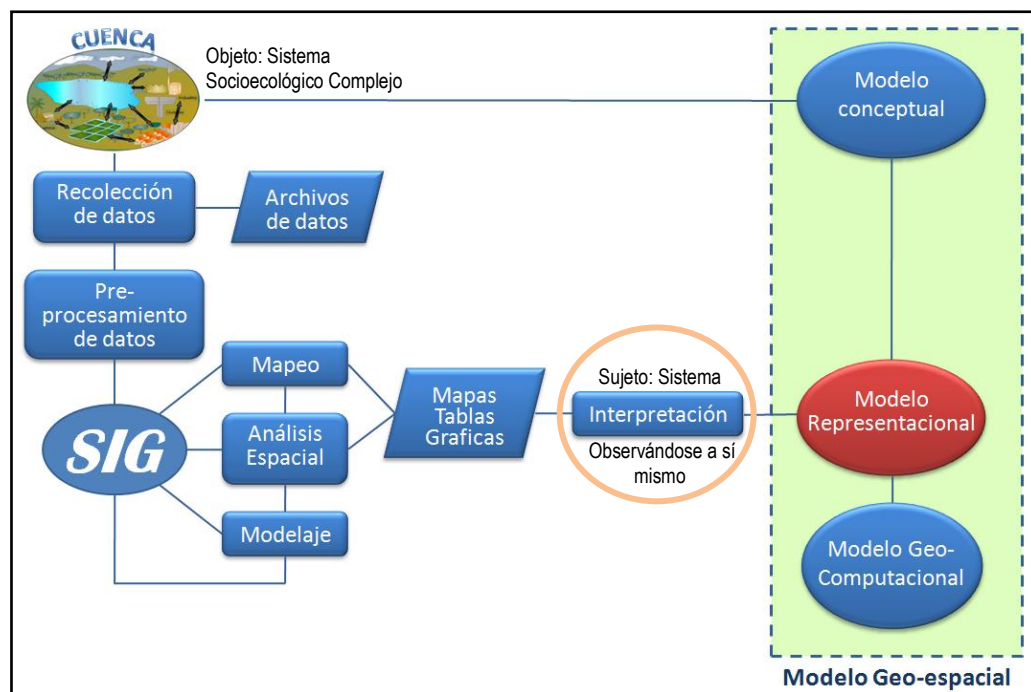 CUENCA
Objeto: Sistema
Socioecológico Complejo
Modelo
conceptual
Recolección
de datos
Archivos
de datos
Pre-
procesamiento
de datos
SIG
Mapeo
Análisis
Espacial
Modelaje
Mapas
Tablas
Graficas
Sujeto: Sistema
Interpretación
Observándose a sí
mismo
Modelo
Representacional
Modelo Geo-
Computacional
Modelo Geo-espacial